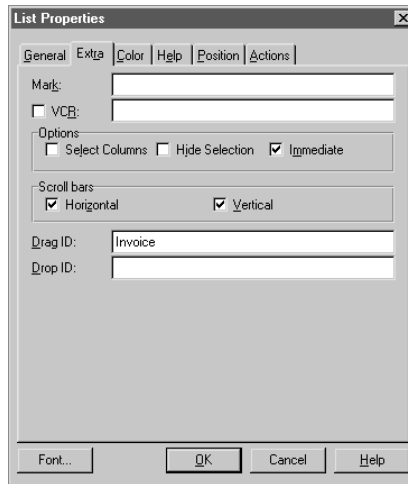 List Properties
General Extra Color Help Position Actions
Mark:
VCR:
Options
Select Columns Hide Selection Immediate
Scroll bars
Horizontal Vertical
Drag ID: Invoice
Drop ID:
Font... OK Cancel Help